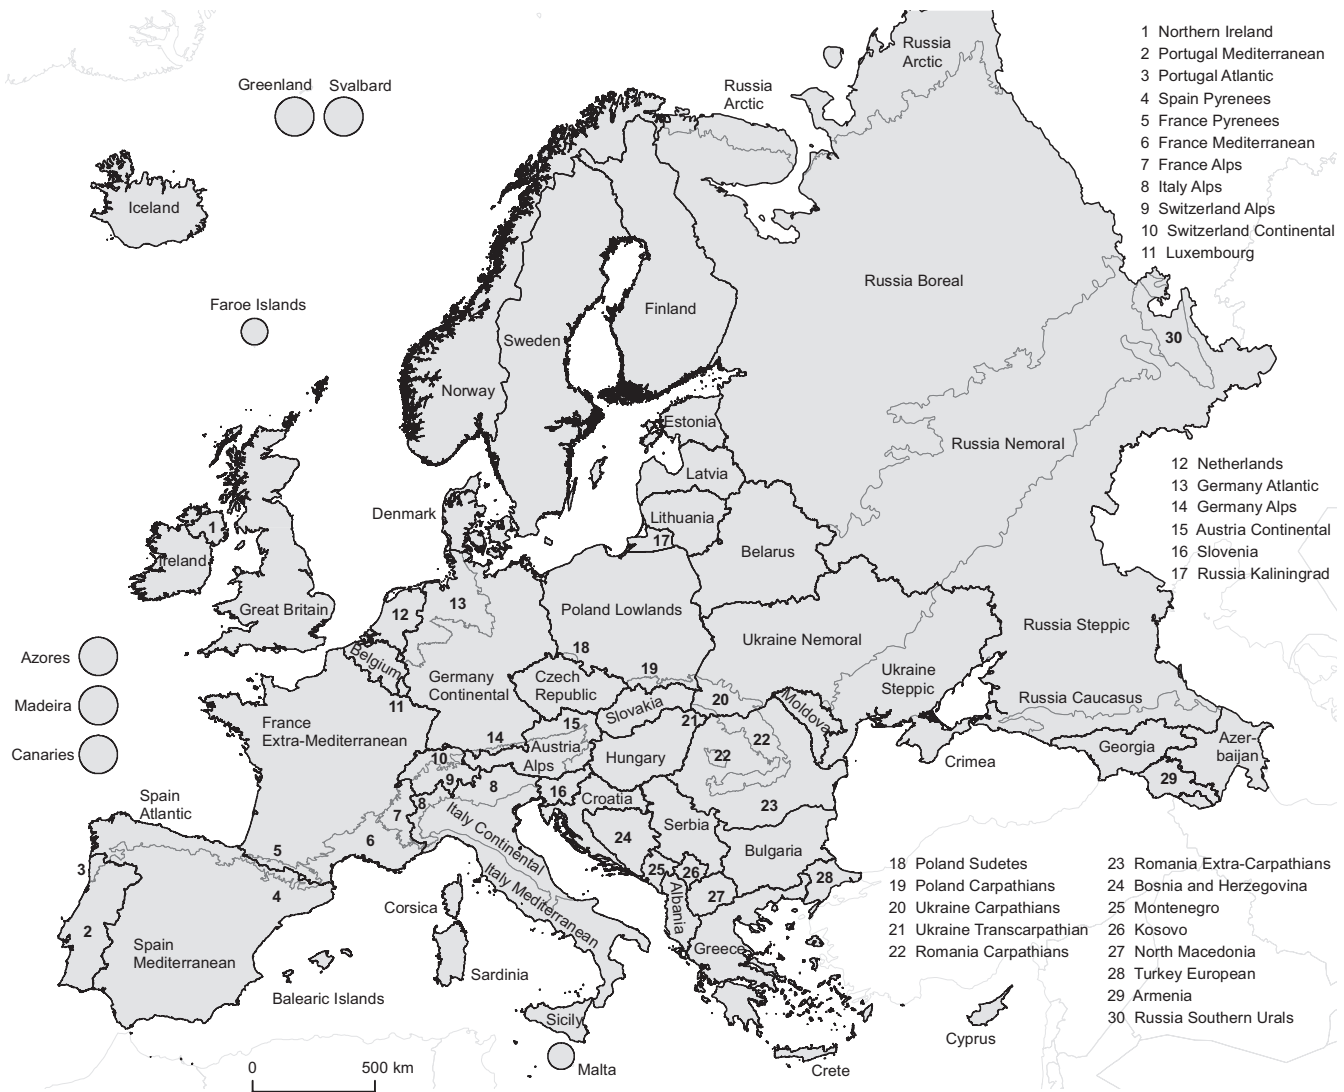 Greenland
Svalbard
Russia
Arctic
Russia
Arctic
1 Northern Ireland
2 Portugal Mediterranean
3 Portugal Atlantic
4 Spain Pyrenees
5 France Pyrenees
6 France Mediterranean
7 France Alps
8 Italy Alps
9 Switzerland Alps
10 Switzerland Continental
11 Luxembourg
Iceland
Faroe Islands
Russia Boreal
Finland
Sweden
Norway
30
Estonia
Russia Nemoral
Latvia
12 Netherlands
13 Germany Atlantic
14 Germany Alps
15 Austria Continental
16 Slovenia
17 Russia Kaliningrad
Denmark
Lithuania
17
1
Ireland
Belarus
Great Britain
12
13
Poland Lowlands
Ukraine Nemoral
Russia Steppic
Azores
Madeira
Canaries
Belgium
18
19
Germany
Continental
Czech
Republic
Ukraine
Steppic
20
Moldova
Russia Caucasus
11
Slovakia
21
France
Extra-Mediterranean
15
14
Austria
Alps
Hungary
22
22
Crimea
Georgia
Azer-
baijan
29
10
9
8
8
16
Croatia
Spain
Atlantic
7
6
5
Italy Continental
23
Serbia
24
Bulgaria
3
4
Italy Mediterranean
25
26
28
27
Albania
18 Poland Sudetes
19 Poland Carpathians
20 Ukraine Carpathians
21 Ukraine Transcarpathian
22 Romania Carpathians
23 Romania Extra-Carpathians
24 Bosnia and Herzegovina
25 Montenegro
26 Kosovo
27 North Macedonia
28 Turkey European
29 Armenia
30 Russia Southern Urals
Corsica
2
Spain
Mediterranean
Greece
Sardinia
Balearic Islands
Sicily
Cyprus
Malta
Crete
0
500 km